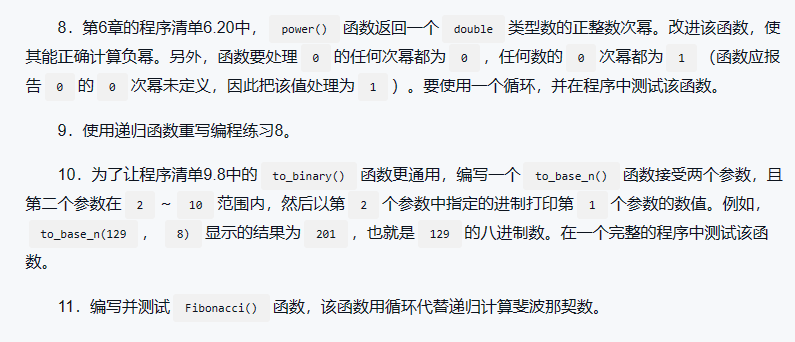 8．第6章的程序清单6.20中， power() 函数返回一个 double 类型数的正整数次幂。改进该函数，使
其能正确计算负幂。另外，函数要处理 0 的任何次幂都为 0 ，任何数的 0 次幂都为 1 （函数应报
告 0 的 0 次幂未定义，因此把该值处理为 1 ）。要使用一个循环，并在程序中测试该函数。
9．使用递归函数重写编程练习8。
10．为了让程序清单9.8中的 to_binary() 函数更通用，编写一个 to_base_n() 函数接受两个参数，且
第二个参数在 2 ～ 10 范围内，然后以第 2 个参数中指定的进制打印第 1 个参数的数值。例如，
to_base_n(129 ， 8) 显示的结果为 201 ，也就是 129 的八进制数。在一个完整的程序中测试该函
数。
11．编写并测试 Fibonacci() 函数，该函数用循环代替递归计算斐波那契数。